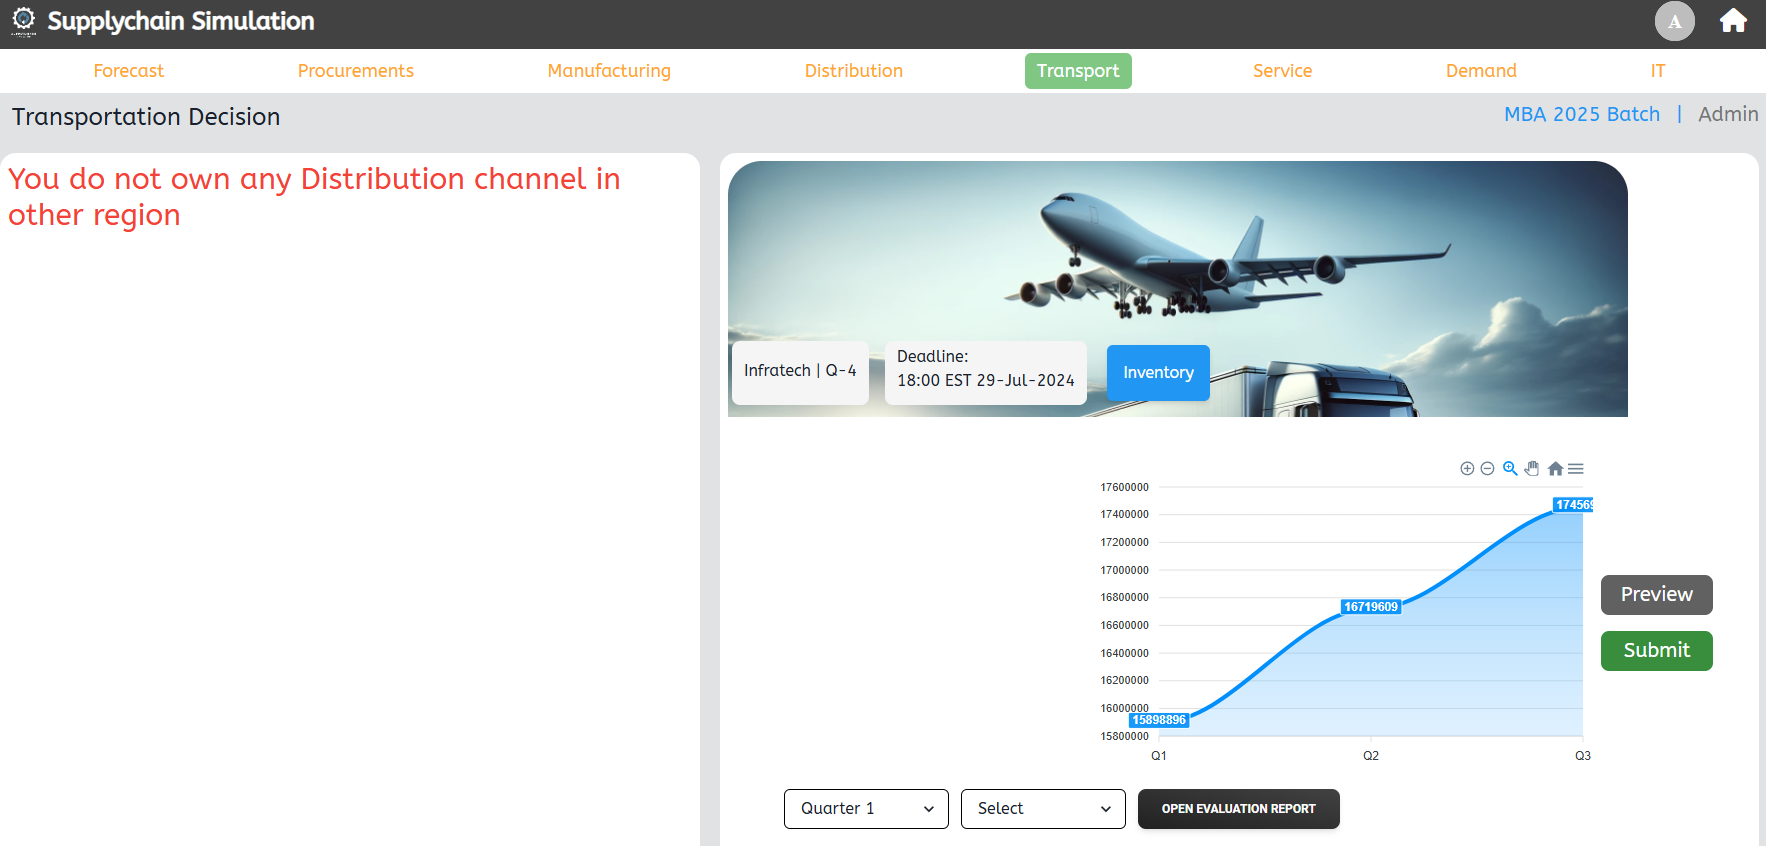 Supplychain Simulation
A
Forecast
Procurements
Manufacturing
Distribution
Transport
Service
Demand
IT
Transportation Decision
MBA 2025 Batch | Admin
You do not own any Distribution channel in
other region
Infratech | Q-4
Deadline:
18:00 EST 29-Jul-2024
Inventory
17600000
17400000
17200000
17000000
16800000
16600000
16400000
16200000
16000000
15800000
15898896
16719609
Q1
Q2
Q3
Preview
Submit
Quarter 1
Select
OPEN EVALUATION REPORT